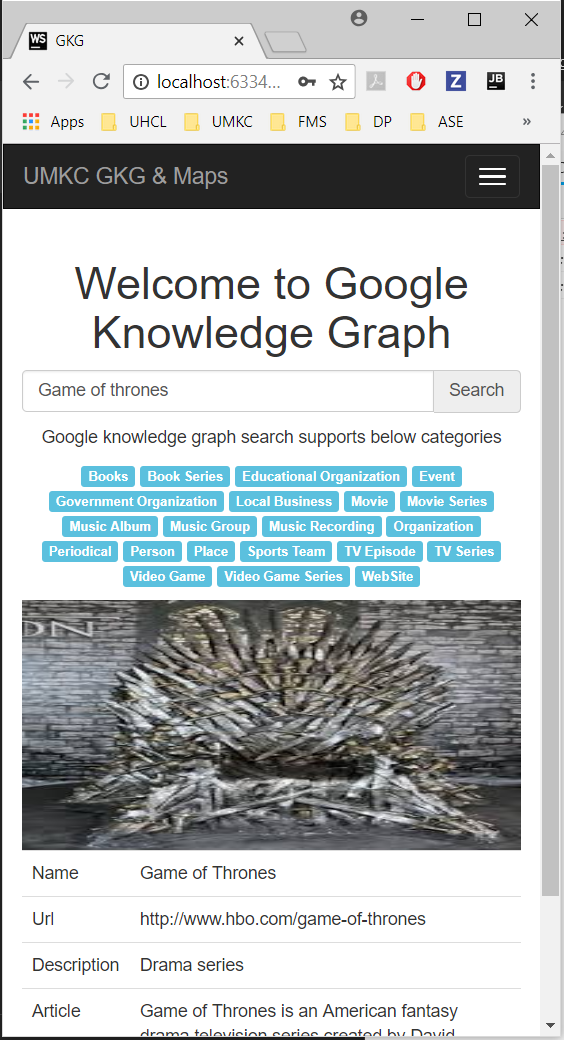 WS GKG
localhost:6334...
Apps UHCL UMKC FMS DP ASE »
UMKC GKG & Maps
Welcome to Google
Knowledge Graph
Game of thrones Search
Google knowledge graph search supports below categories
Books Book Series Educational Organization Event
Government Organization Local Business Movie Movie Series
Music Album Music Group Music Recording Organization
Periodical Person Place Sports Team TV Episode TV Series
Video Game Video Game Series WebSite
DN
Name Game of Thrones
Url http://www.hbo.com/game-of-thrones
Description Drama series
Article Game of Thrones is an American fantasy
drama television series created by David